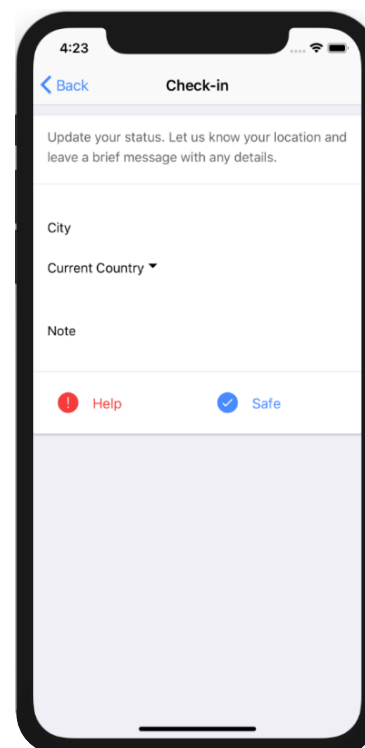 4:23
Back Check-in
Update your status. Let us know your location and
leave a brief message with any details.
City
Current Country
Note
Help Safe